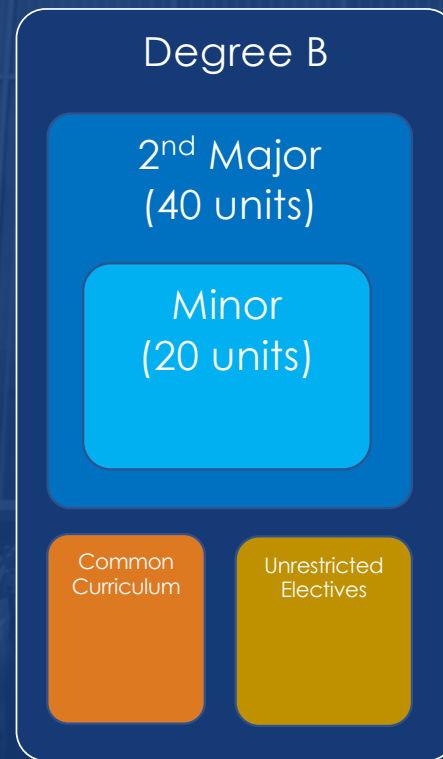 Degree B
2nd Major
(40 units)
Minor
(20 units)
Common
Curriculum
Unrestricted
Electives